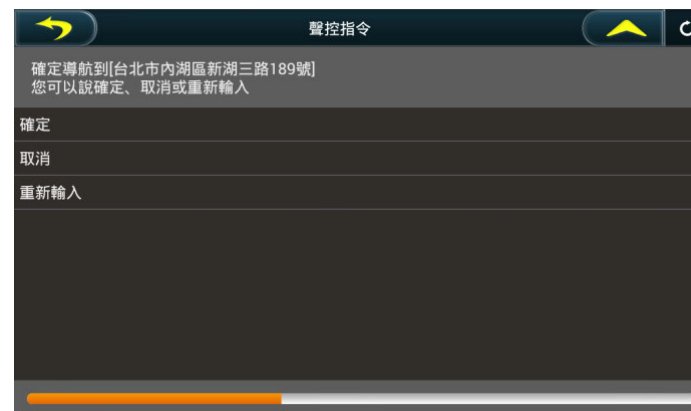 聲控指令
確定導航到[台北市內湖區新湖三路189號]
您可以說確定、取消或重新輸入
確定
取消
重新輸入